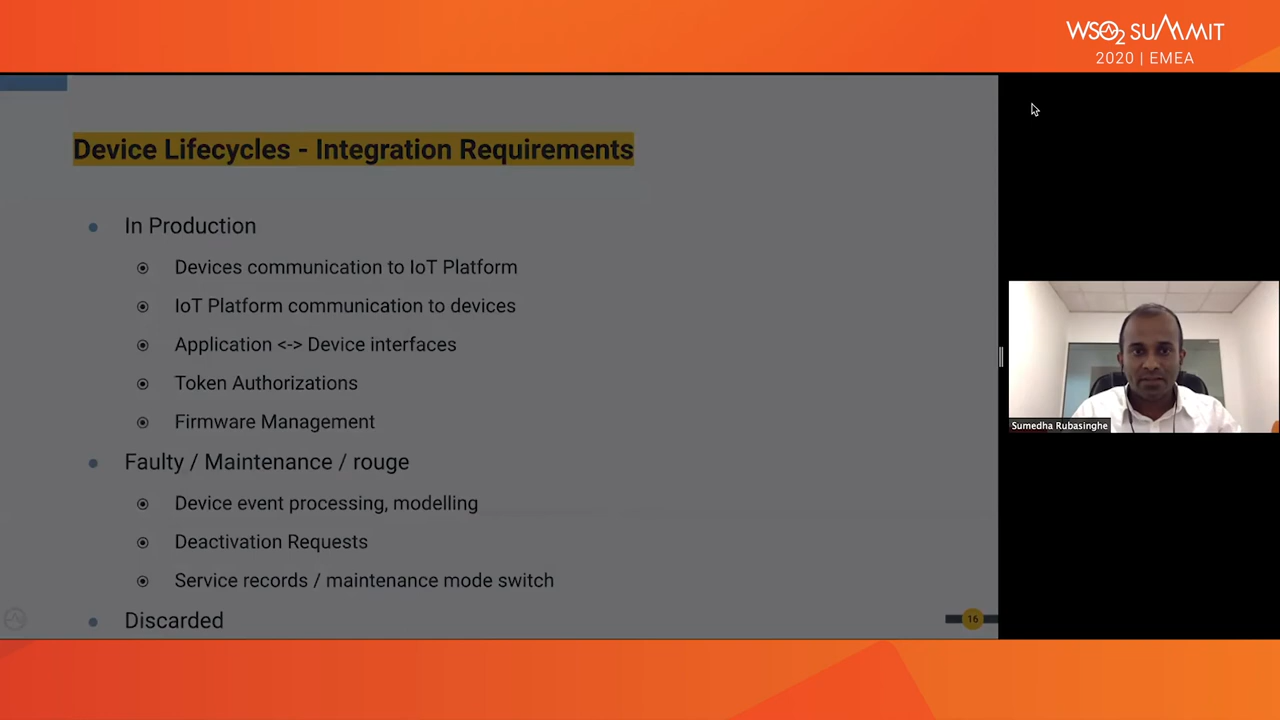 WSO2 SUMMIT
2020 | EMEA
Device Lifecycles - Integration Requirements
In Production
Devices communication to IoT Platform
IoT Platform communication to devices
Application <-> Device interfaces
Token Authorizations
Firmware Management
Faulty / Maintenance / rouge
Device event processing, modelling
Deactivation Requests
Service records / maintenance mode switch
Discarded
16
Sumedha Rubasinghe